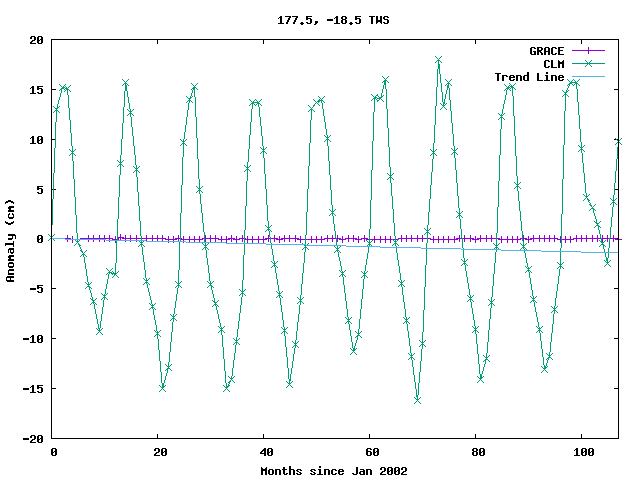 177.5, -18.5 TWS
GRACE
CLM
Trend Line
20
15
10
5
0
-5
-10
-15
-20
Anomaly (cm)
0 20 40 60 80 100
Months since Jan 2002